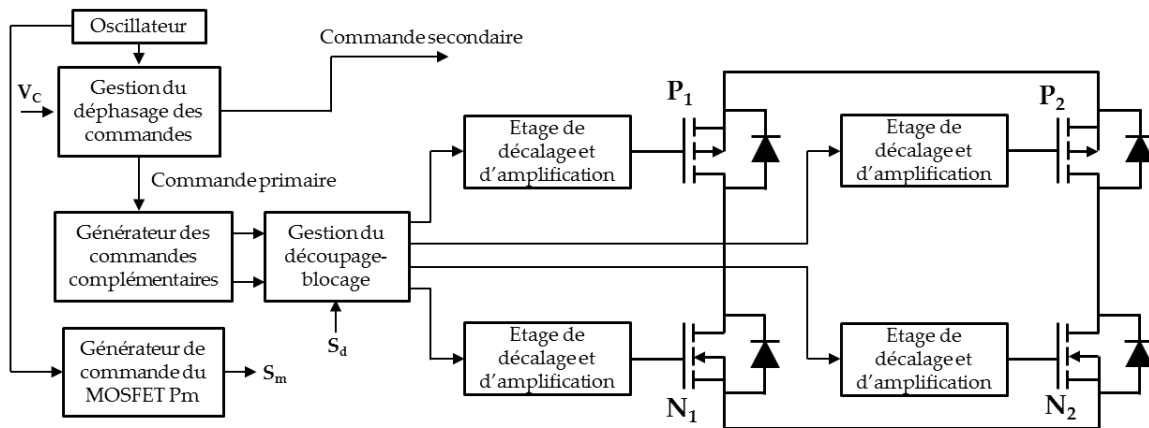 Oscillateur
Commande secondaire
V_C
Gestion du
déphasage des
commandes
P_1
P_2
Etage de
décalage et
d'amplification
Etage de
décalage et
d'amplification
Commande primaire
Générateur des
commandes
complémentaires
Gestion du
découpage-
blocage
S_d
Etage de
décalage et
d'amplification
Etage de
décalage et
d'amplification
Générateur de
commande du
MOSFET Pm
S_m
N_1
N_2